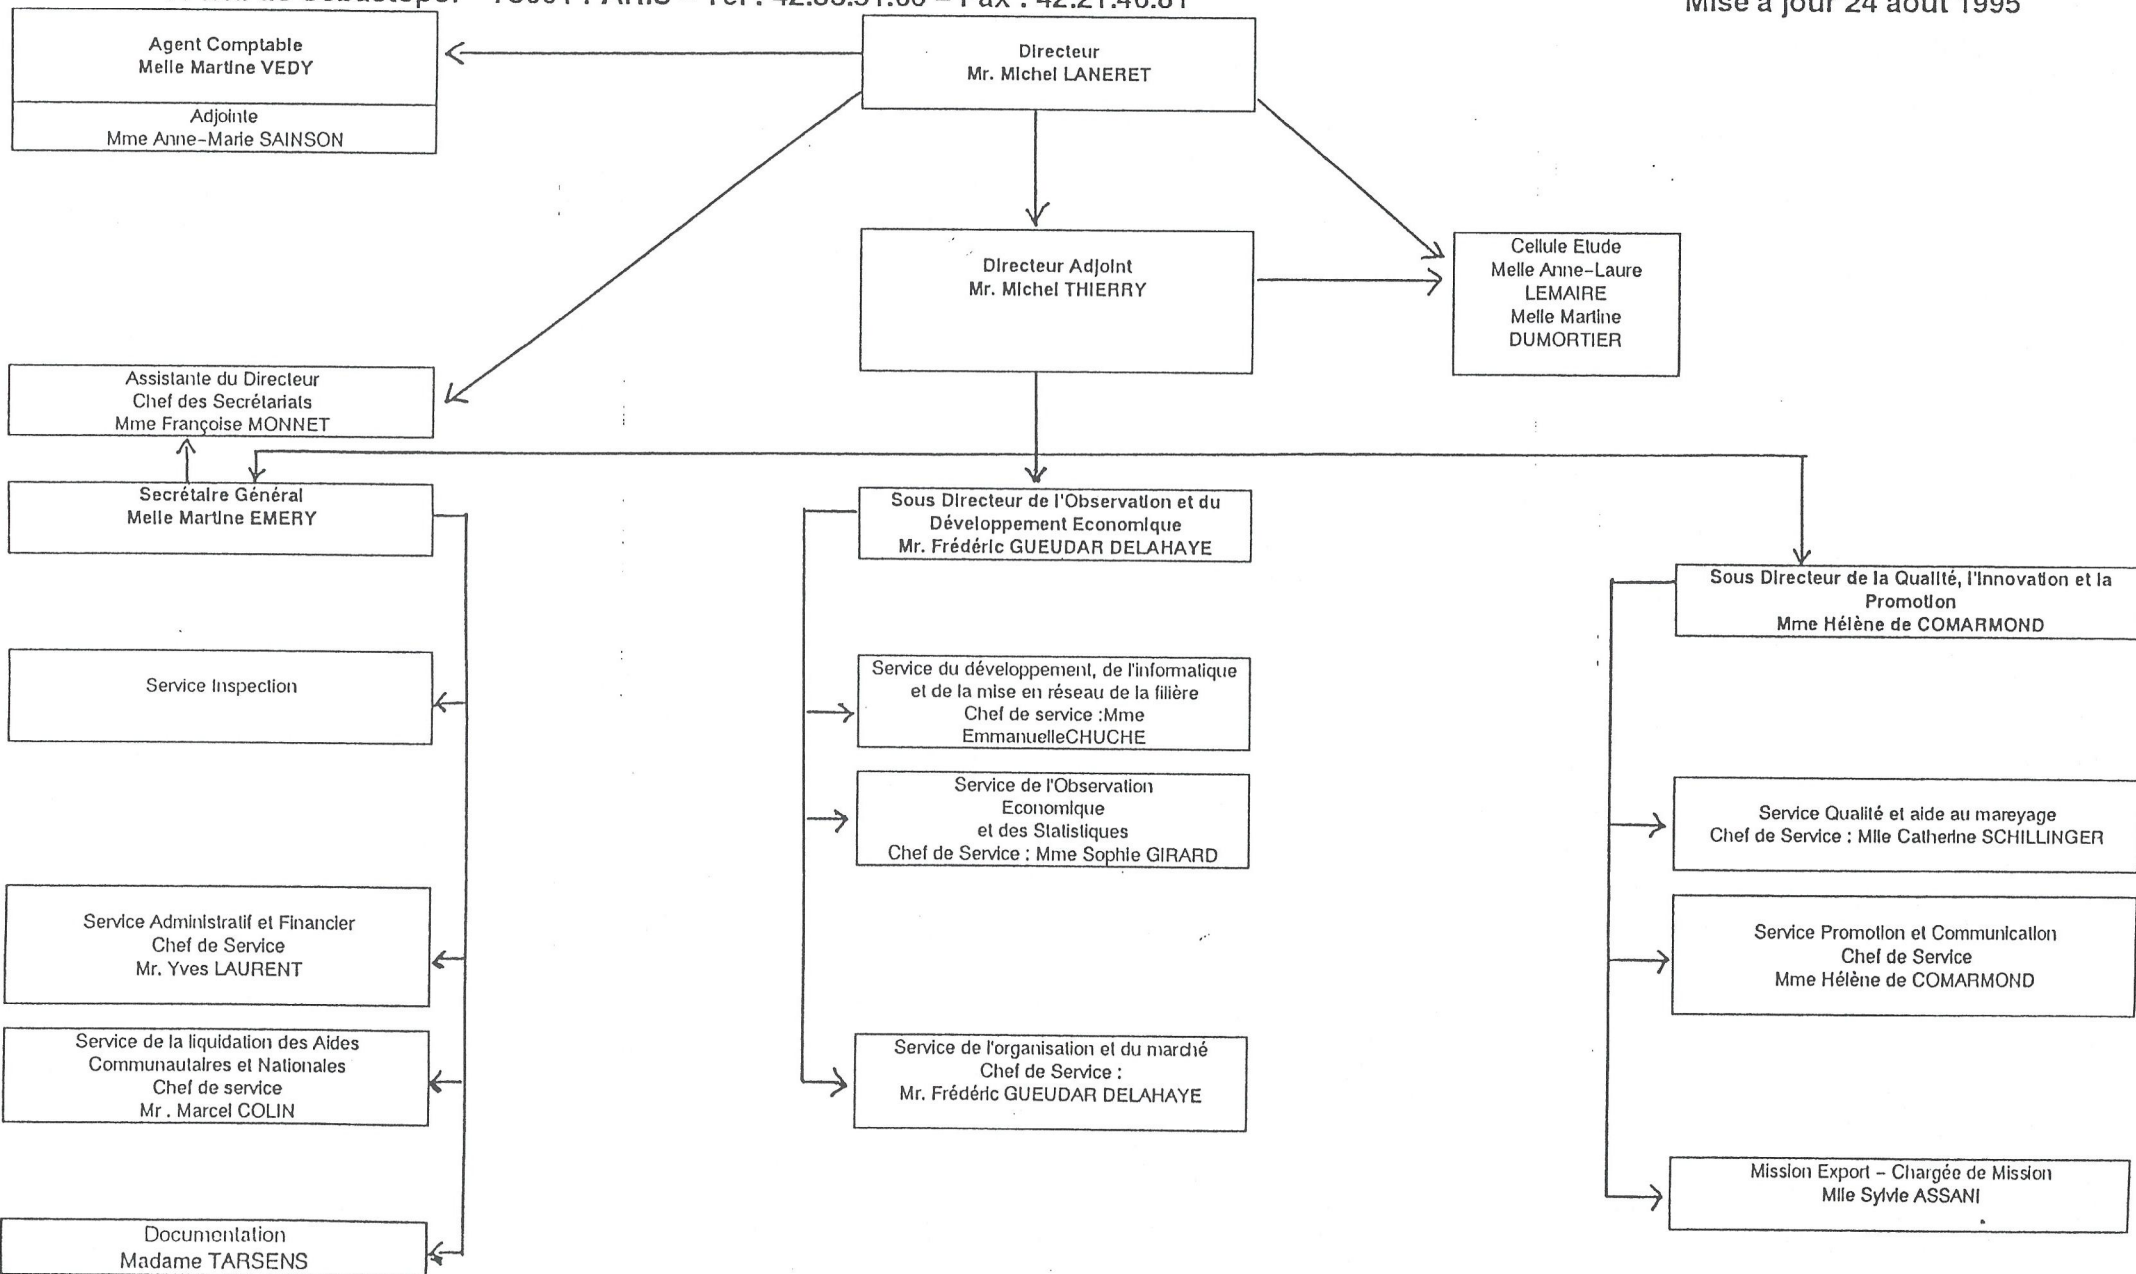 75001 PARIS – Tel : 42.21.46.81
Mise à jour 24 août 1995
Agent Comptable
Melle Martine VEDY
Adjointe
Mme Anne-Marie SAINSON
Directeur
Mr. Michel LANERET
Directeur Adjoint
Mr. Michel THIERRY
Cellule Etude
Melle Anne-Laure
LEMAIRE
Melle Martine
DUMORTIER
Assistante du Directeur
Chef des Secrétariats
Mme Françoise MONNET
Secrétaire Général
Melle Martine EMERY
Service Inspection
Service Administratif et Financier
Chef de Service
Mr. Yves LAURENT
Service de la liquidation des Aides
Communautaires et Nationales
Chef de service
Mr . Marcel COLIN
Documentation
Madame TARSENS
Sous Directeur de l'Observation et du
Développement Economique
Mr. Frédéric GUEUDAR DELAHAYE
Service du développement, de l'informatique
et de la mise en réseau de la filière
Chef de service :Mme
EmmanuelleCHUCHE
Service de l'Observation
Economique
et des Statistiques
Chef de Service : Mme Sophie GIRARD
Service de l'organisation et du marché
Chef de Service :
Mr. Frédéric GUEUDAR DELAHAYE
Sous Directeur de la Qualité, l'Innovation et la
Promotion
Mme Hélène de COMARMOND
Service Qualité et aide au mareyage
Chef de Service : Mlle Catherine SCHILLINGER
Service Promotion et Communication
Chef de Service
Mme Hélène de COMARMOND
Mission Export – Chargée de Mission
Mlle Sylvie ASSANI